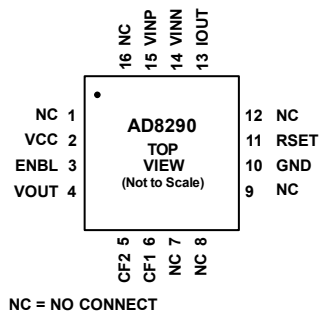 16 NC
15 VINP
14 VINN
13 IOUT
NC 1
VCC 2
ENBL 3
VOUT 4
AD8290
TOP
VIEW
(Not to Scale)
12 NC
11 RSET
10 GND
9 NC
CF2 5
CF1 6
NC 7
NC 8
NC = NO CONNECT